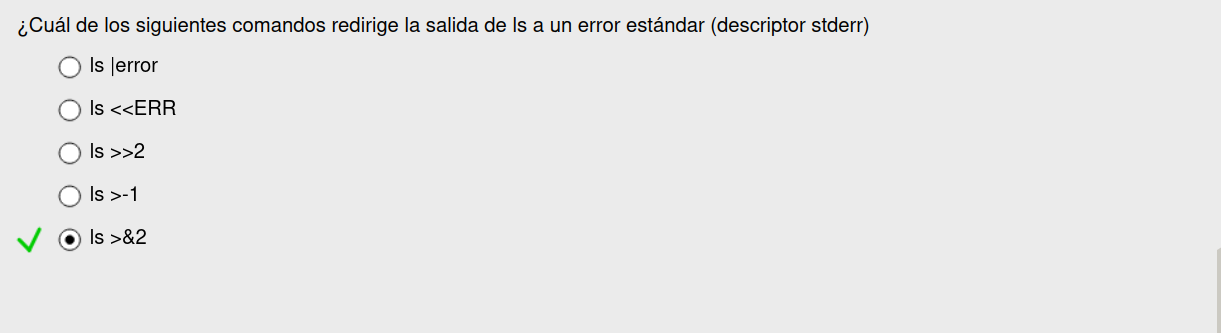 ¿Cuál de los siguientes comandos redirige la salida de ls a un error estándar (descriptor stderr)
ls |error
ls <<ERR
ls >>2
ls >-1
ls >&2